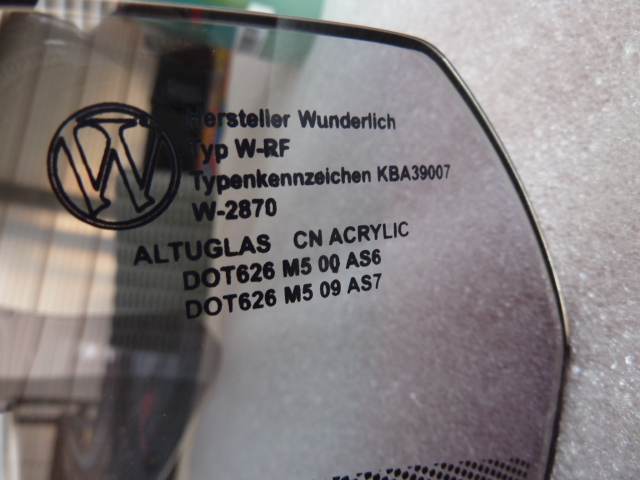 W
Hersteller Wunderlich
Typ W-RF
Typenkennzeichen KBA39007
W-2870
ALTUGLAS CN ACRYLIC
DOT626 M5 00 AS6
DOT626 M5 09 AS7